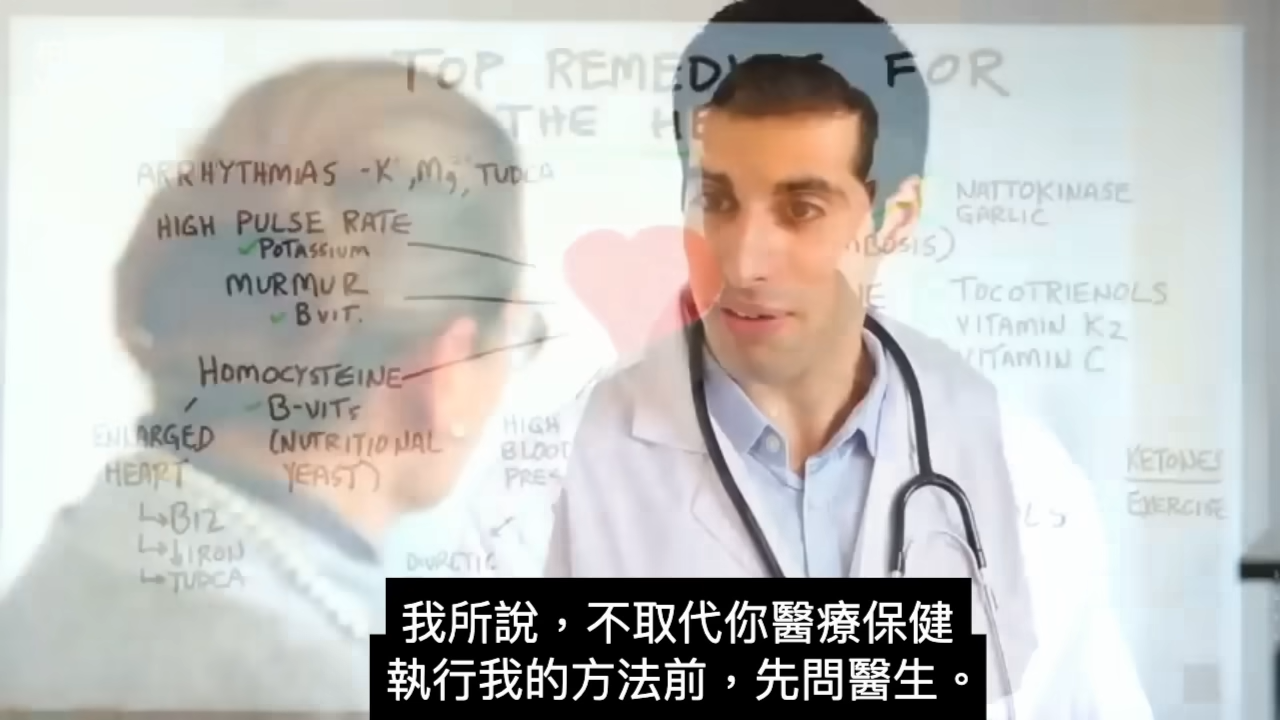 TOP REMEDIES FOR
THE HE
ARRHYTHMIAS - K⁺, Mg⁺⁺, TUDCA
HIGH PULSE RATE
✓POTASSIUM
MURMUR
✓ B VIT.
HOMOCYSTEINE
✓ B-VITs
(NUTRITIONAL
YEAST)
ENLARGED
HEART
↳B12
↳↓IRON
↳TUDCA
HIGH
BLOOD
PRES
DIURETIC
NATTOKINASE
GARLIC
BOSIS)
TOCOTRIENOLS
VITAMIN K2
VITAMIN C
KETONES
EXERCISE
我所說，不取代你醫療保健
執行我的方法前，先問醫生。